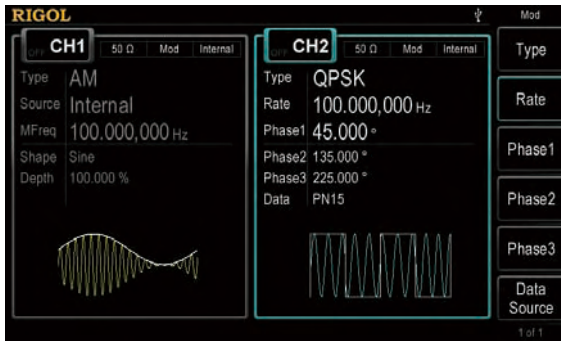 RIGOL
Mod
OFF CH1 50 Ω Mod Internal
Type AM
Source Internal
MFreq 100.000,000 Hz
Shape Sine
Depth 100.000 %
OFF CH2 50 Ω Mod Internal
Type QPSK
Rate 100.000,000 Hz
Phase1 45.000 °
Phase2 135.000 °
Phase3 225.000 °
Data PN15
Type
Rate
Phase1
Phase2
Phase3
Data
Source
1 of 1